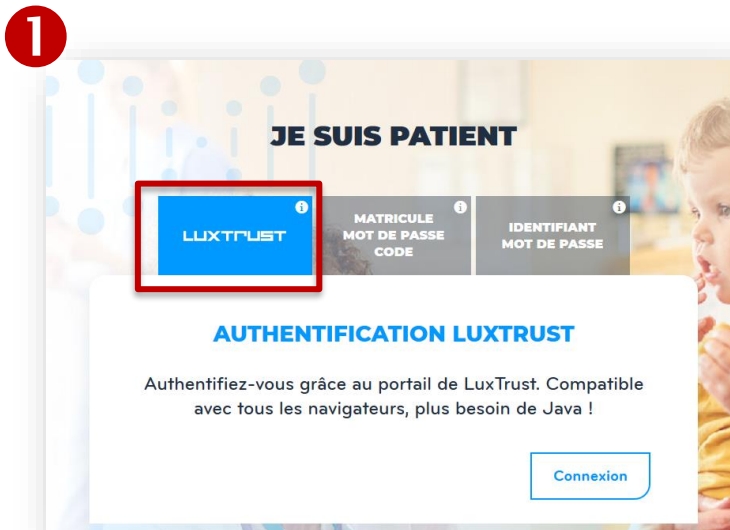 1
JE SUIS PATIENT
LUXTRUST
MATRICULE
MOT DE PASSE
CODE
IDENTIFIANT
MOT DE PASSE
AUTHENTIFICATION LUXTRUST
Authentifiez-vous grâce au portail de LuxTrust. Compatible
avec tous les navigateurs, plus besoin de Java !
Connexion